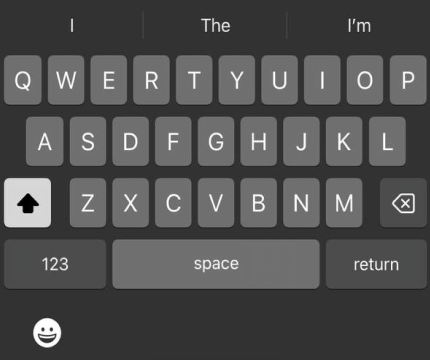 I The I'm
Q W E R T Y U I O P
A S D F G H J K L
Z X C V B N M
123 space return